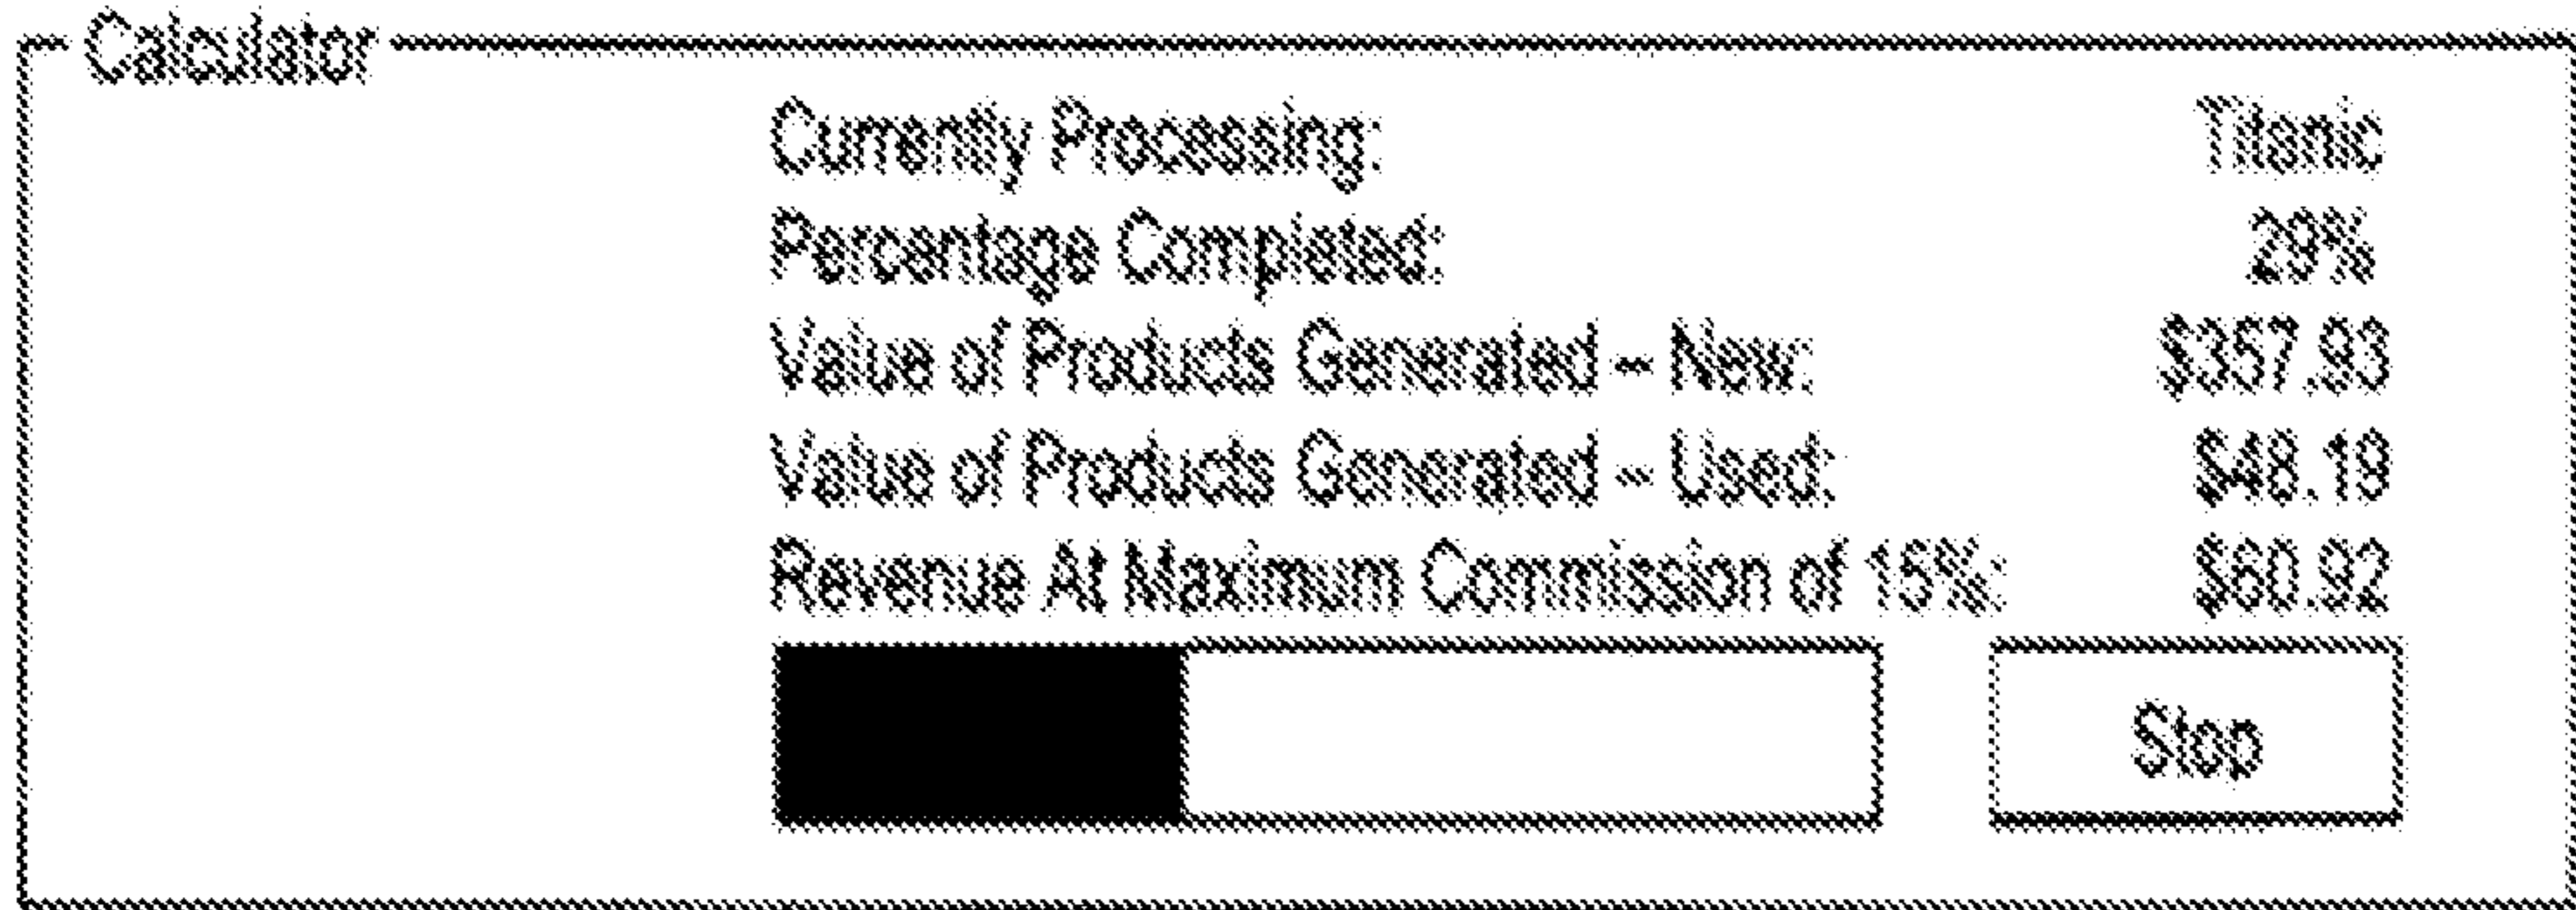 Calculator
Currently Processing: Titanic
Percentage Completed: 29%
Value of Products Generated -- New: $357.93
Value of Products Generated -- Used: $48.19
Revenue At Maximum Commission of 15%: $60.92
Stop